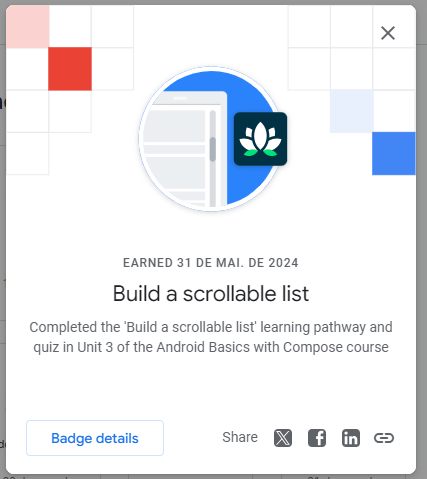 EARNED 31 DE MAI. DE 2024
Build a scrollable list
Completed the 'Build a scrollable list' learning pathway and
quiz in Unit 3 of the Android Basics with Compose course
Badge details
Share